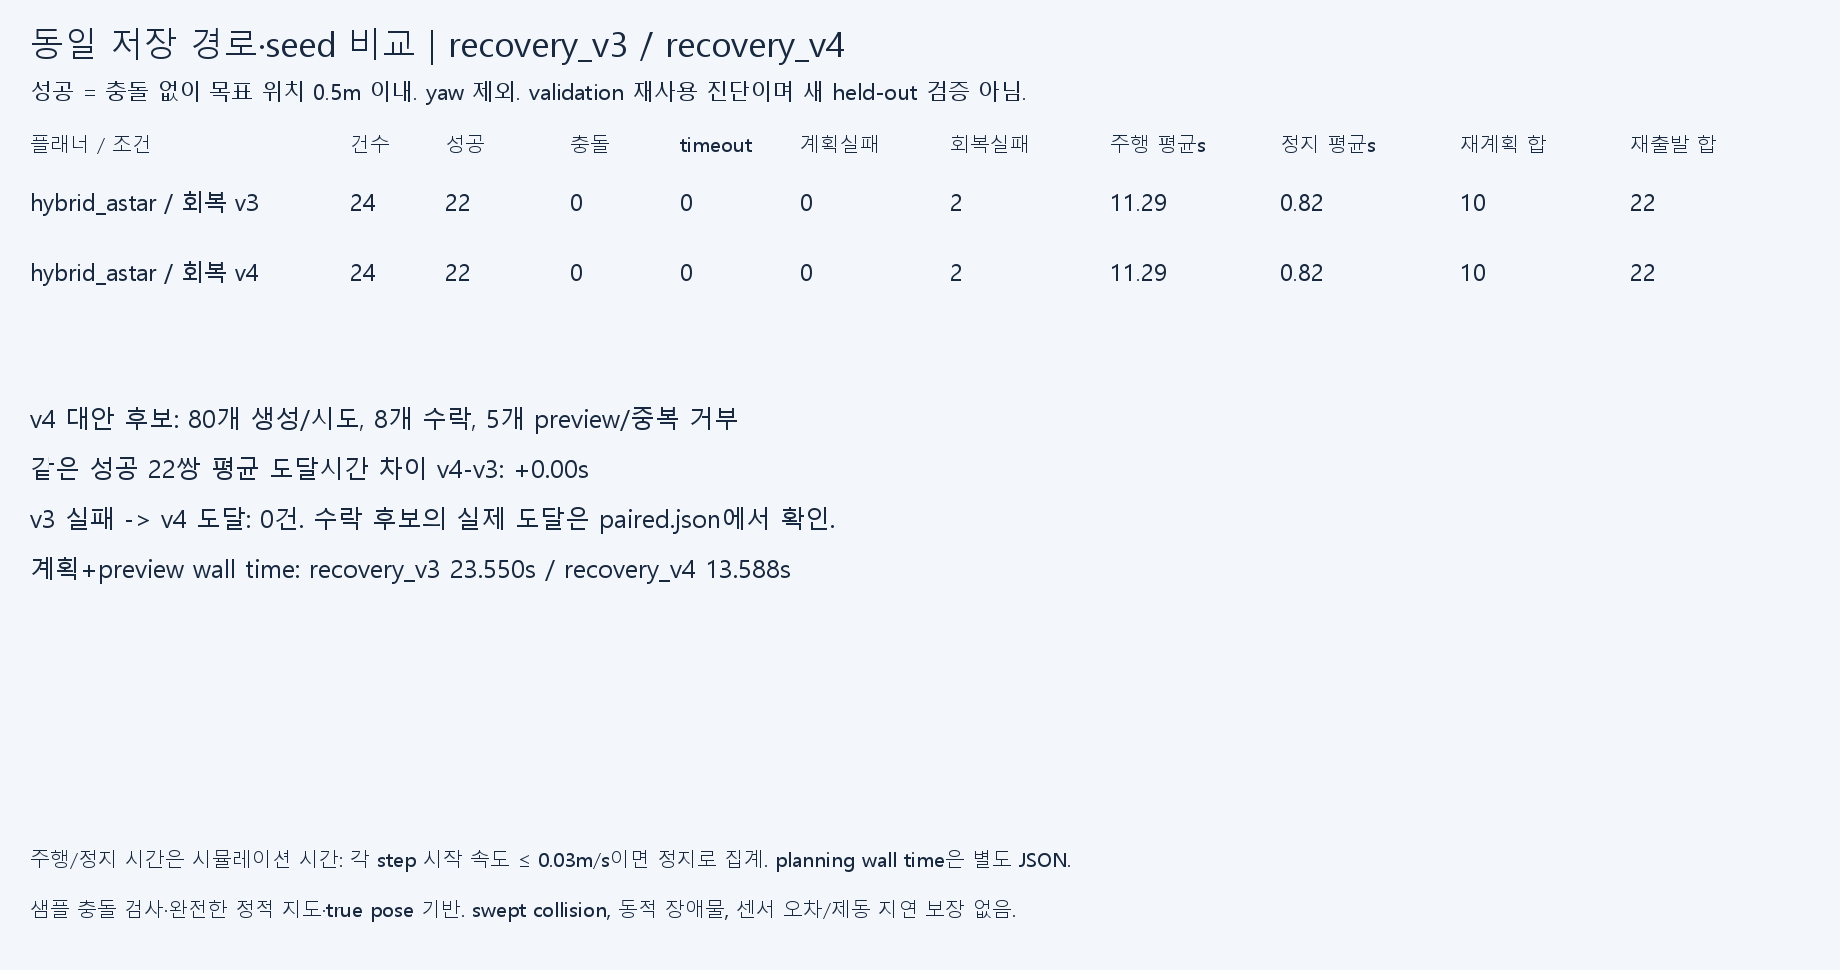 동일 저장 경로·seed 비교 | recovery_v3 / recovery_v4
성공 = 충돌 없이 목표 위치 0.5m 이내. yaw 제외. validation 재사용 진단이며 새 held-out 검증 아님.
플래너 / 조건 건수 성공 충돌 timeout 계획실패 회복실패 주행 평균s 정지 평균s 재계획 합 재출발 합
hybrid_astar / 회복 v3 24 22 0 0 0 2 11.29 0.82 10 22
hybrid_astar / 회복 v4 24 22 0 0 0 2 11.29 0.82 10 22
v4 대안 후보: 80개 생성/시도, 8개 수락, 5개 preview/중복 거부
같은 성공 22쌍 평균 도달시간 차이 v4-v3: +0.00s
v3 실패 -> v4 도달: 0건. 수락 후보의 실제 도달은 paired.json에서 확인.
계획+preview wall time: recovery_v3 23.550s / recovery_v4 13.588s
주행/정지 시간은 시뮬레이션 시간: 각 step 시작 속도 ≤ 0.03m/s이면 정지로 집계. planning wall time은 별도 JSON.
샘플 충돌 검사·완전한 정적 지도·true pose 기반. swept collision, 동적 장애물, 센서 오차/제동 지연 보장 없음.